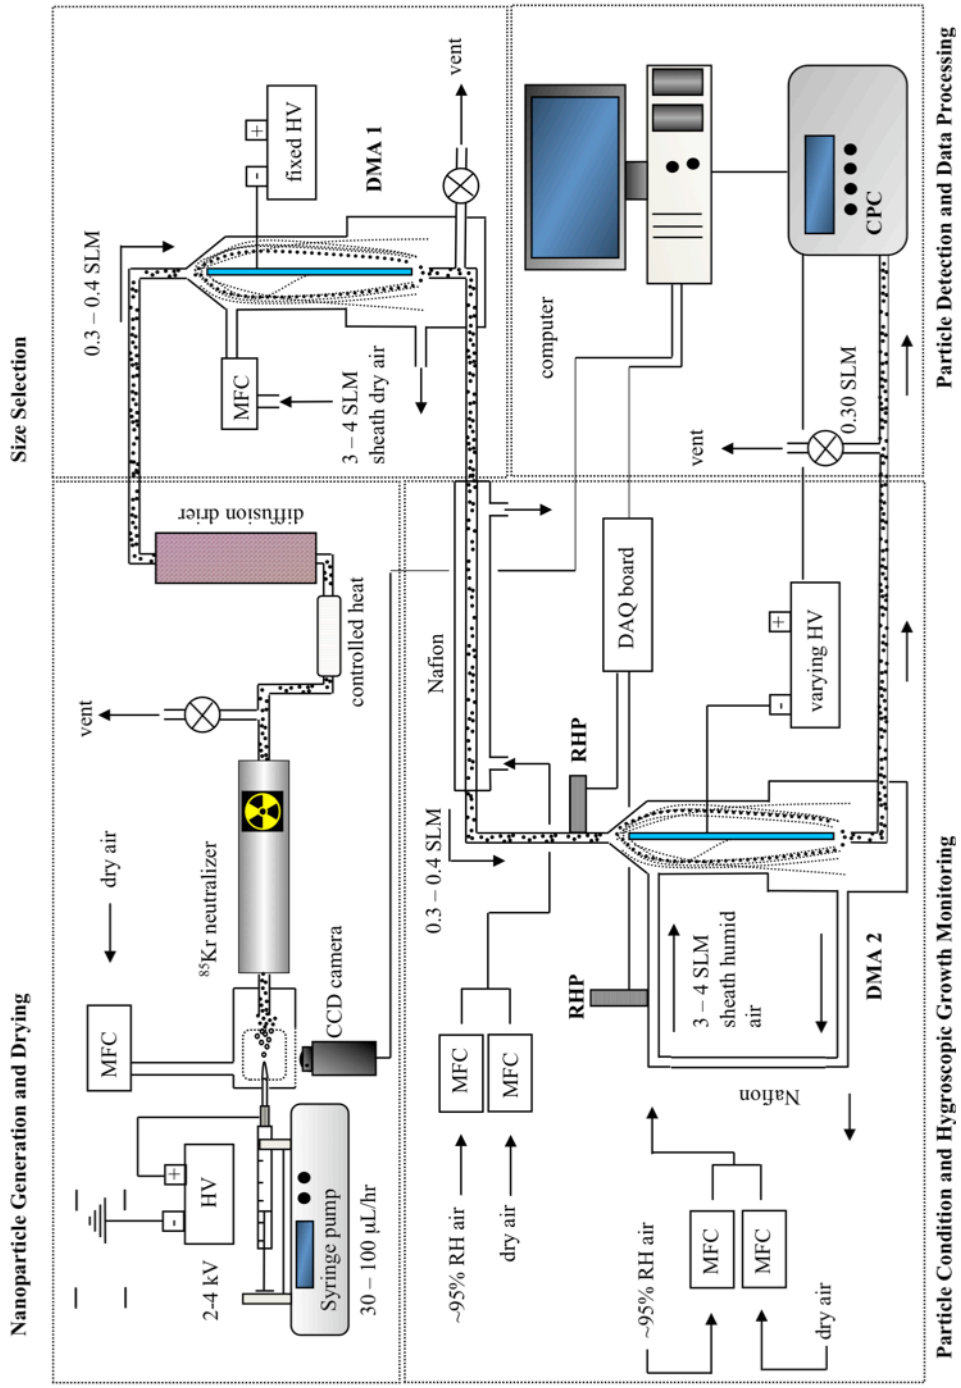 Nanoparticle Generation and Drying
Size Selection
2-4 kV
HV
-
+
Syringe pump
30 – 100 μL/hr
MFC
dry air
CCD camera
⁸⁵Kr neutralizer
vent
controlled heat
diffusion drier
0.3 – 0.4 SLM
MFC
3 – 4 SLM
sheath dry air
-
+
fixed HV
DMA 1
vent
~95% RH air
dry air
MFC
MFC
0.3 – 0.4 SLM
Nafion
RHP
RHP
DAQ board
3 – 4 SLM
sheath humid
air
Nafion
DMA 2
~95% RH air
dry air
MFC
MFC
-
+
varying HV
computer
vent
0.30 SLM
CPC
Particle Condition and Hygroscopic Growth Monitoring
Particle Detection and Data Processing